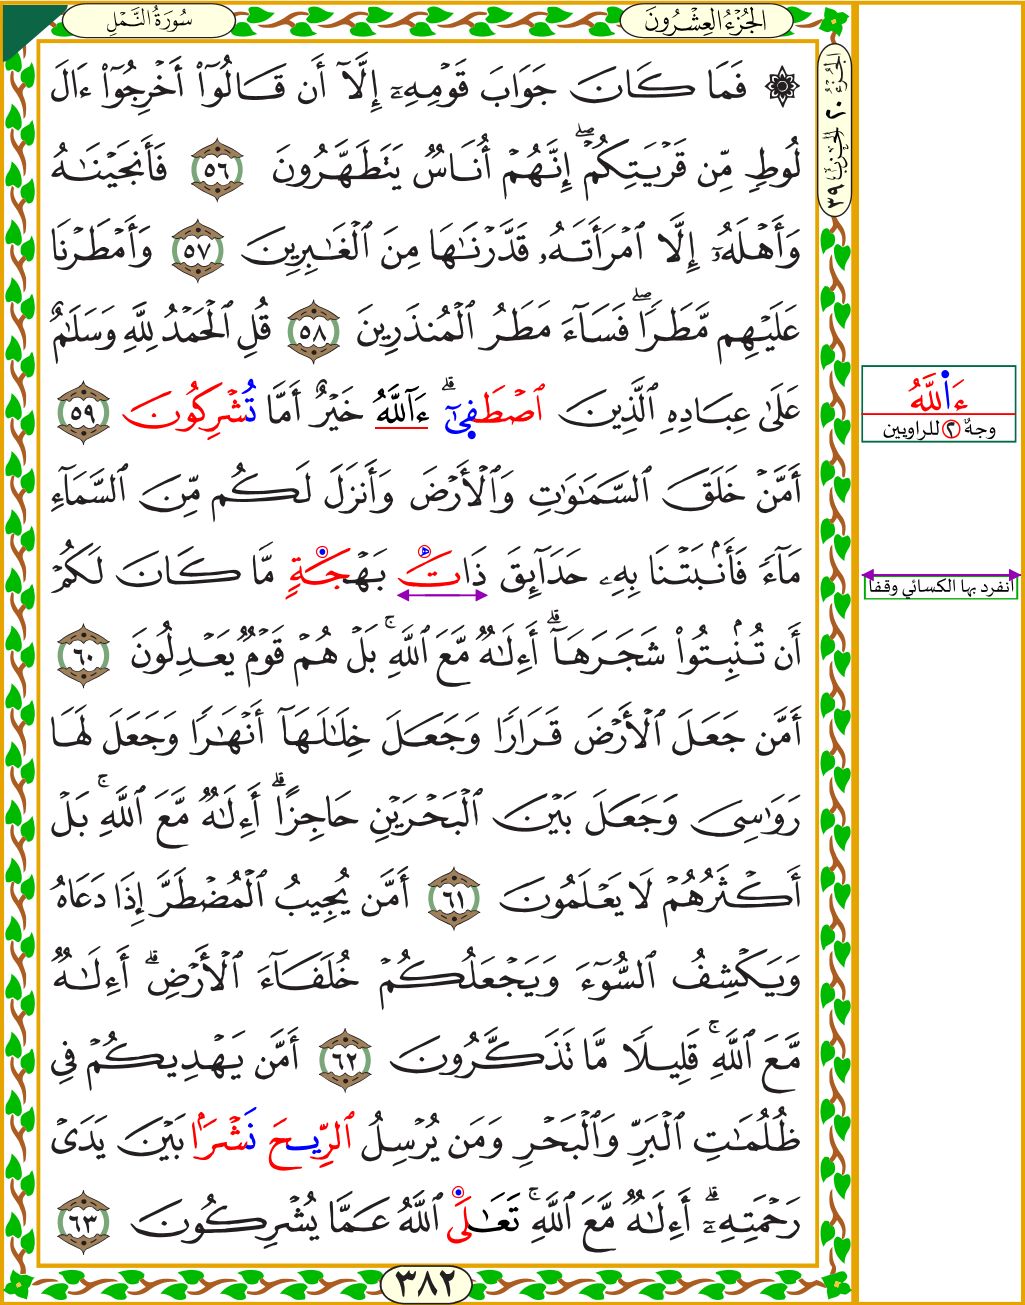 سُورَةُ النَّمْلِ
الجُزْءُ العِشْرُونَ
الجزء ٢٠ الحزب ٣٩
۞ فَمَا كَانَ جَوَابَ قَوْمِهِۦٓ إِلَّآ أَن قَالُوٓا۟ أَخْرِجُوٓا۟ ءَالَ
لُوطٍ مِّن قَرْيَتِكُمْ ۖ إِنَّهُمْ أُنَاسٌ يَتَطَهَّرُونَ ٥٦ فَأَنجَيْنَـٰهُ
وَأَهْلَهُۥٓ إِلَّا ٱمْرَأَتَهُۥ قَدَّرْنَـٰهَا مِنَ ٱلْغَـٰبِرِينَ ٥٧ وَأَمْطَرْنَا
عَلَيْهِم مَّطَرًا ۖ فَسَآءَ مَطَرُ ٱلْمُنذَرِينَ ٥٨ قُلِ ٱلْحَمْدُ لِلَّهِ وَسَلَـٰمٌ
عَلَىٰ عِبَادِهِ ٱلَّذِينَ ٱصْطَفِىٰٓ ۗ ءَآللَّهُ خَيْرٌ أَمَّا تُشْرِكُونَ ٥٩
أَمَّنْ خَلَقَ ٱلسَّمَـٰوَٰتِ وَٱلْأَرْضَ وَأَنزَلَ لَكُم مِّنَ ٱلسَّمَآءِ
مَآءً فَأَنۢبَتْنَا بِهِۦ حَدَآئِقَ ذَاتَ بَهْجَةٍ مَّا كَانَ لَكُمْ
أَن تُنۢبِتُوا۟ شَجَرَهَآ ۗ أَءِلَـٰهٌ مَّعَ ٱللَّهِ ۚ بَلْ هُمْ قَوْمٌ يَعْدِلُونَ ٦٠
أَمَّن جَعَلَ ٱلْأَرْضَ قَرَارًا وَجَعَلَ خِلَـٰلَهَآ أَنْهَـٰرًا وَجَعَلَ لَهَا
رَوَٰسِىَ وَجَعَلَ بَيْنَ ٱلْبَحْرَيْنِ حَاجِزًا ۗ أَءِلَـٰهٌ مَّعَ ٱللَّهِ ۚ بَلْ
أَكْثَرُهُمْ لَا يَعْلَمُونَ ٦١ أَمَّن يُجِيبُ ٱلْمُضْطَرَّ إِذَا دَعَاهُ
وَيَكْشِفُ ٱلسُّوٓءَ وَيَجْعَلُكُمْ خُلَفَآءَ ٱلْأَرْضِ ۗ أَءِلَـٰهٌ
مَّعَ ٱللَّهِ ۚ قَلِيلًا مَّا تَذَكَّرُونَ ٦٢ أَمَّن يَهْدِيكُمْ فِى
ظُلُمَـٰتِ ٱلْبَرِّ وَٱلْبَحْرِ وَمَن يُرْسِلُ ٱلرِّيحَ نَشْرًۢا بَيْنَ يَدَىْ
رَحْمَتِهِۦٓ ۗ أَءِلَـٰهٌ مَّعَ ٱللَّهِ ۚ تَعَـٰلَى ٱللَّهُ عَمَّا يُشْرِكُونَ ٦٣
٣٨٢
ءَاْللَّهُ
وجهٌ ٢ للراويين
انفرد بها الكسائي وقفا